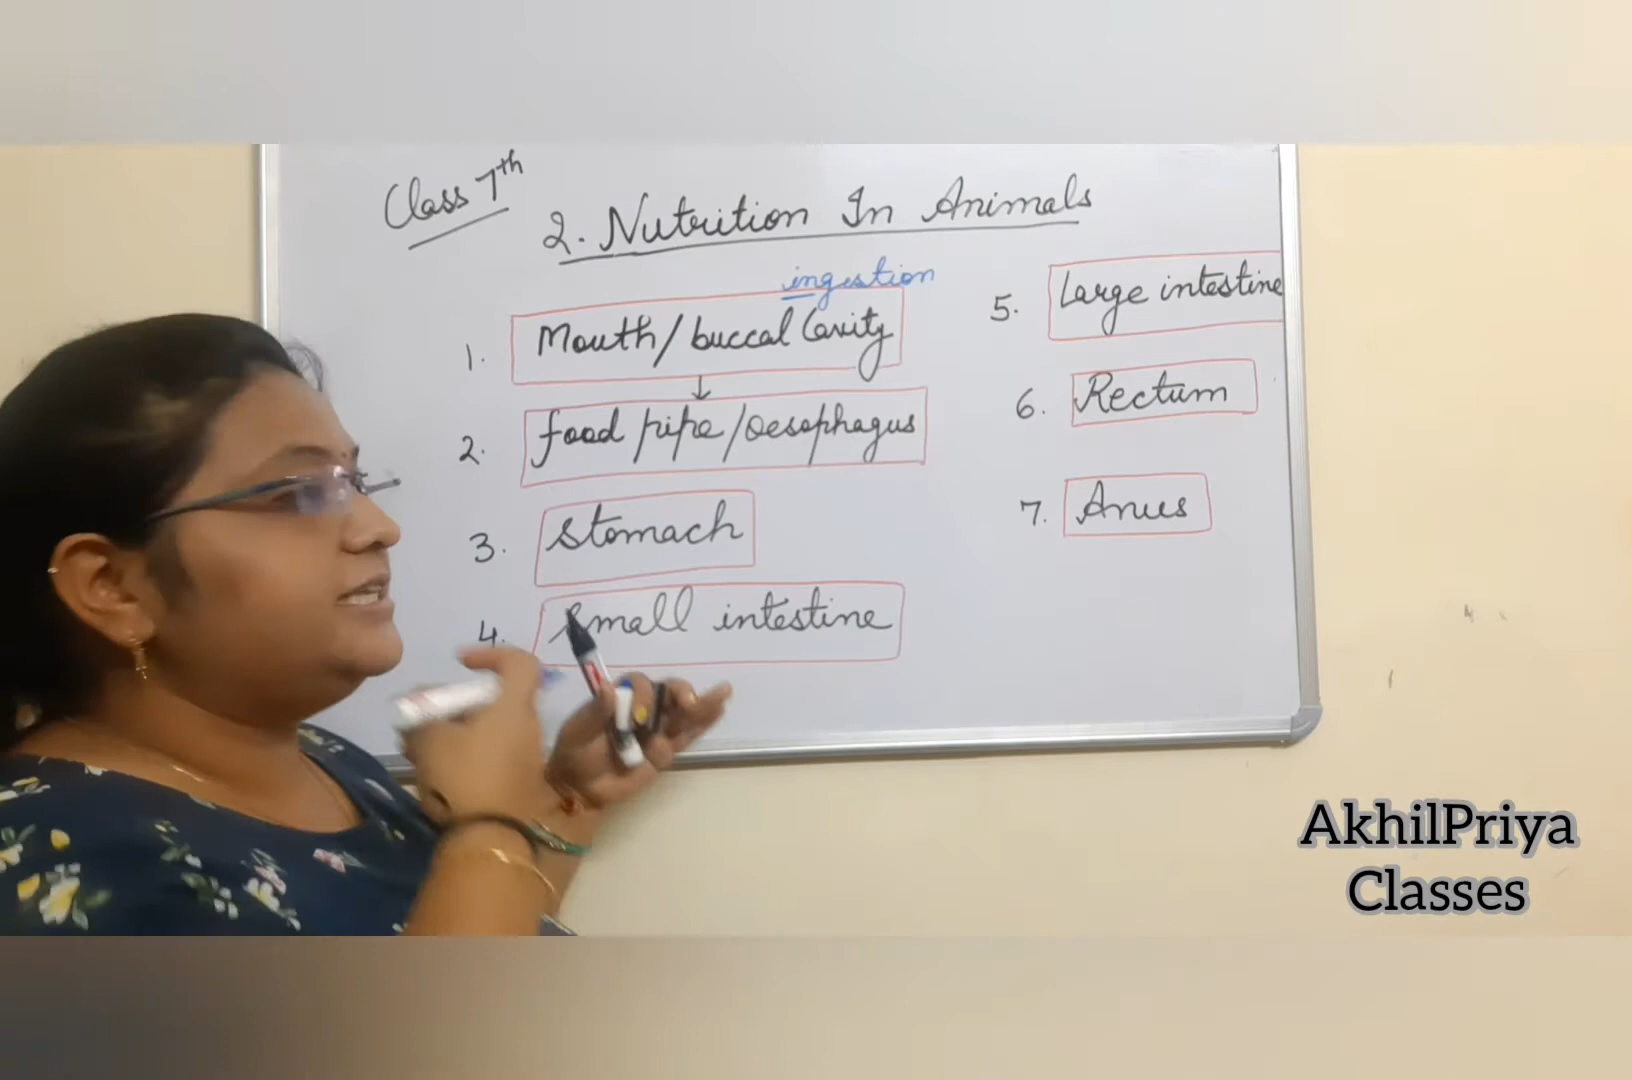 Class 7th
2. Nutrition In Animals
ingestion
1. Mouth/buccal Cavity
↓
2. food pipe/oesophagus
3. stomach
4. small intestine
5. Large intestine
6. Rectum
7. Anus
AkhilPriya
Classes